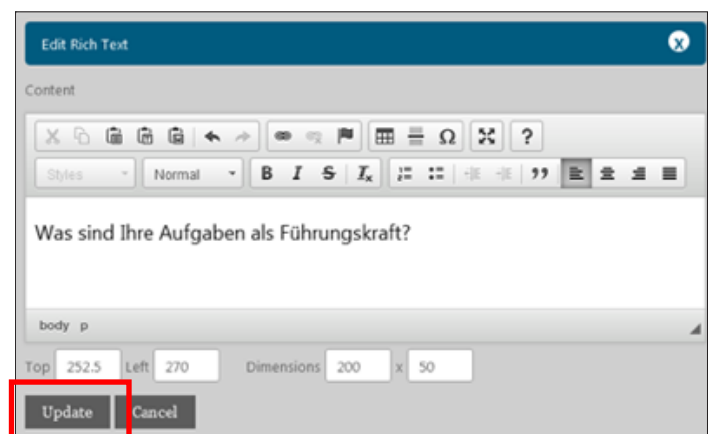 Edit Rich Text
X
Content
Ω ?
Styles Normal B I S Ix
Was sind Ihre Aufgaben als Führungskraft?
body p
Top 252.5 Left 270 Dimensions 200 x 50
Update Cancel